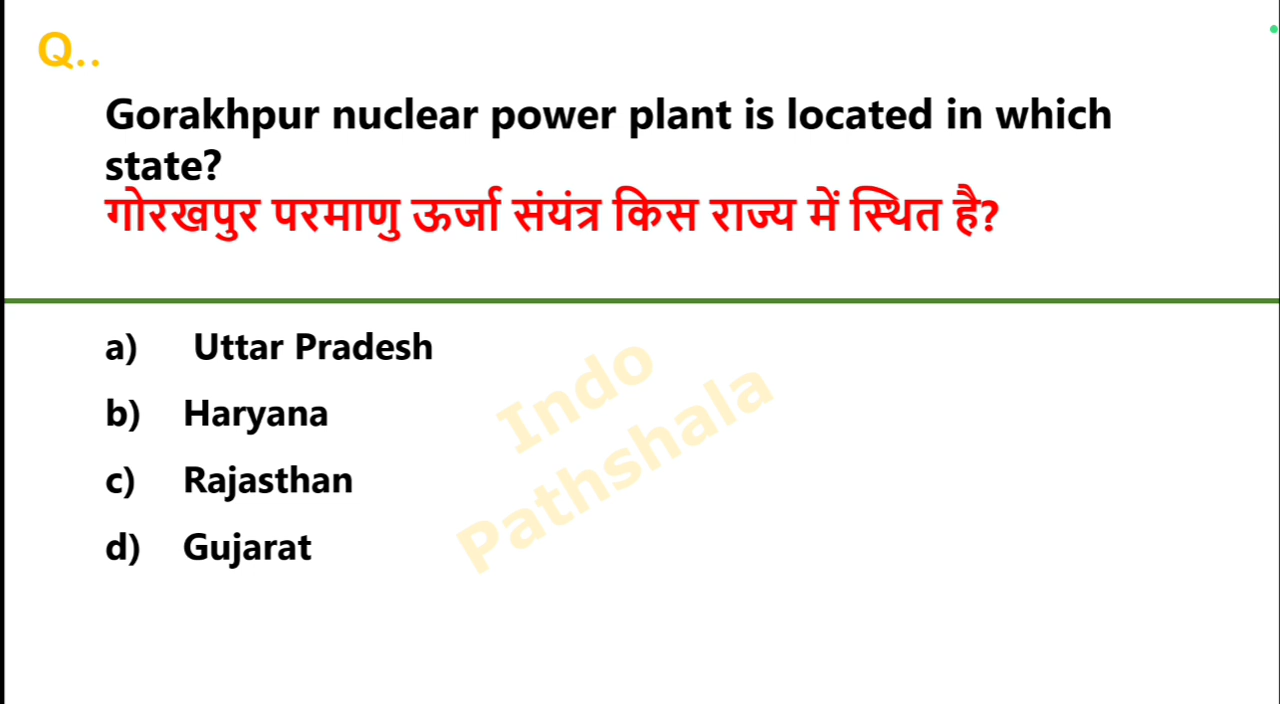 Q..
Gorakhpur nuclear power plant is located in which
state?
गोरखपुर परमाणु ऊर्जा संयंत्र किस राज्य में स्थित है?
a) Uttar Pradesh
b) Haryana
c) Rajasthan
d) Gujarat
Indo
Pathshala